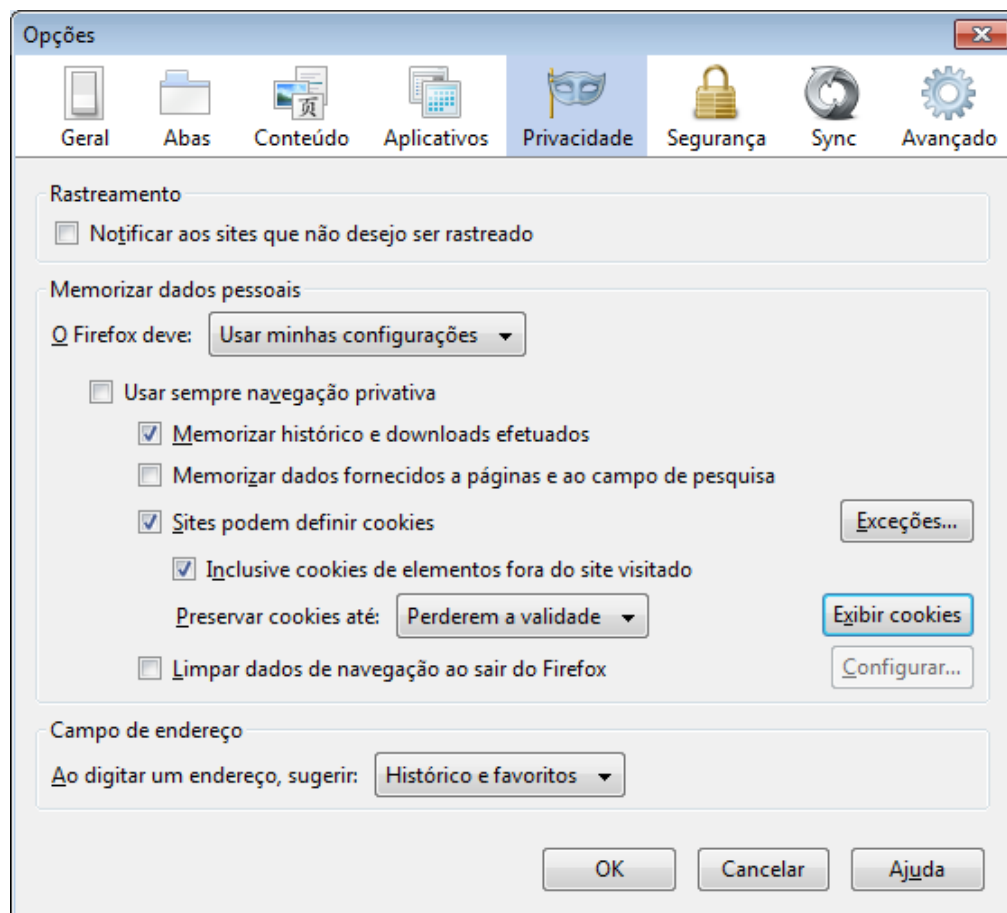 Opções
Geral Abas Conteúdo Aplicativos Privacidade Segurança Sync Avançado
页
Rastreamento
Notificar aos sites que não desejo ser rastreado
Memorizar dados pessoais
O Firefox deve: Usar minhas configurações
Usar sempre navegação privativa
Memorizar histórico e downloads efetuados
Memorizar dados fornecidos a páginas e ao campo de pesquisa
Sites podem definir cookies Exceções...
Inclusive cookies de elementos fora do site visitado
Preservar cookies até: Perderem a validade Exibir cookies
Limpar dados de navegação ao sair do Firefox Configurar...
Campo de endereço
Ao digitar um endereço, sugerir: Histórico e favoritos
OK Cancelar Ajuda